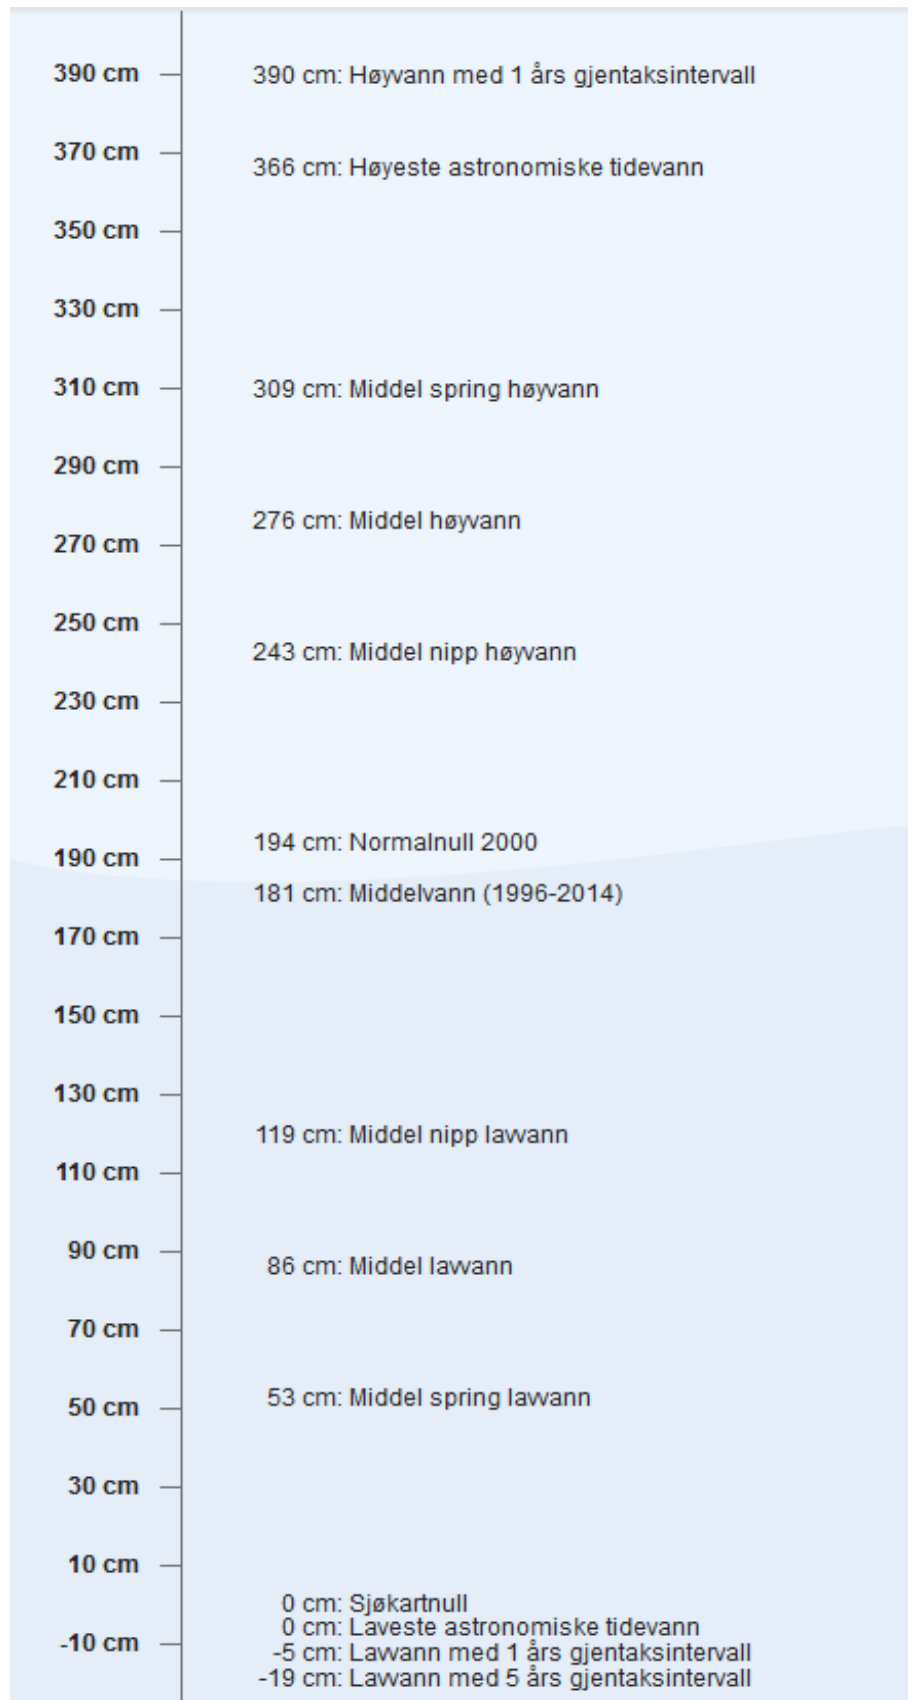 390 cm 390 cm: Høyvann med 1 års gjentaksintervall
370 cm
366 cm: Høyeste astronomiske tidevann
350 cm
330 cm
310 cm 309 cm: Middel spring høyvann
290 cm
276 cm: Middel høyvann
270 cm
250 cm
243 cm: Middel nipp høyvann
230 cm
210 cm
194 cm: Normalnull 2000
190 cm
181 cm: Middelvann (1996-2014)
170 cm
150 cm
130 cm
119 cm: Middel nipp lavvann
110 cm
90 cm
86 cm: Middel lavvann
70 cm
53 cm: Middel spring lavvann
50 cm
30 cm
10 cm
0 cm: Sjøkartnull
0 cm: Laveste astronomiske tidevann
-10 cm
-5 cm: Lavvann med 1 års gjentaksintervall
-19 cm: Lavvann med 5 års gjentaksintervall